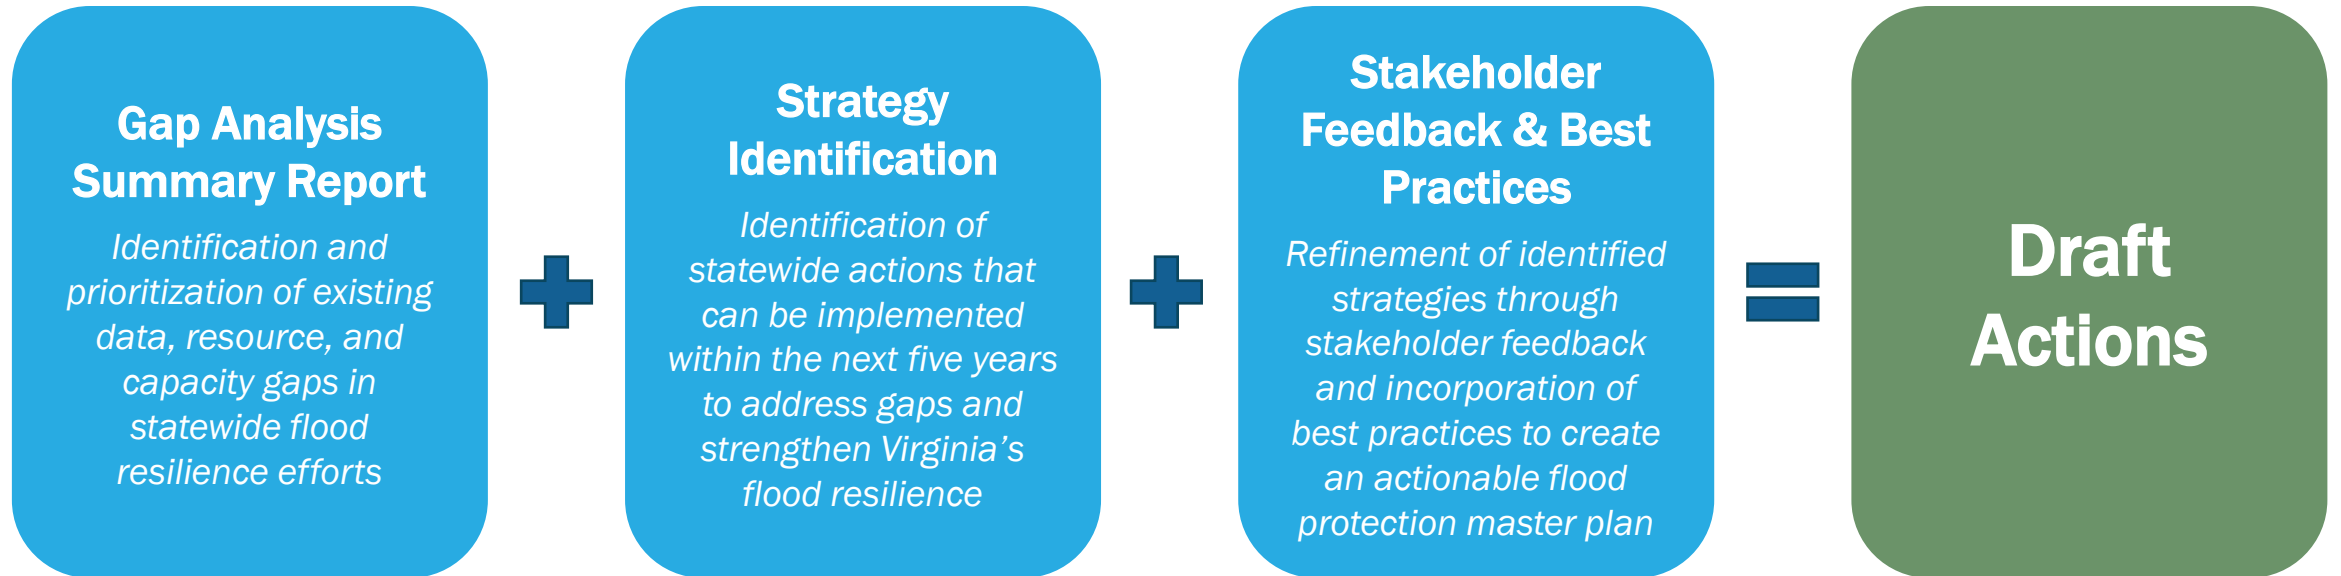 Gap Analysis
Summary Report
Identification and
prioritization of existing
data, resource, and
capacity gaps in
statewide flood
resilience efforts
Strategy
Identification
Identification of
statewide actions that
can be implemented
within the next five years
to address gaps and
strengthen Virginia’s
flood resilience
Stakeholder
Feedback & Best
Practices
Refinement of identified
strategies through
stakeholder feedback
and incorporation of
best practices to create
an actionable flood
protection master plan
Draft
Actions